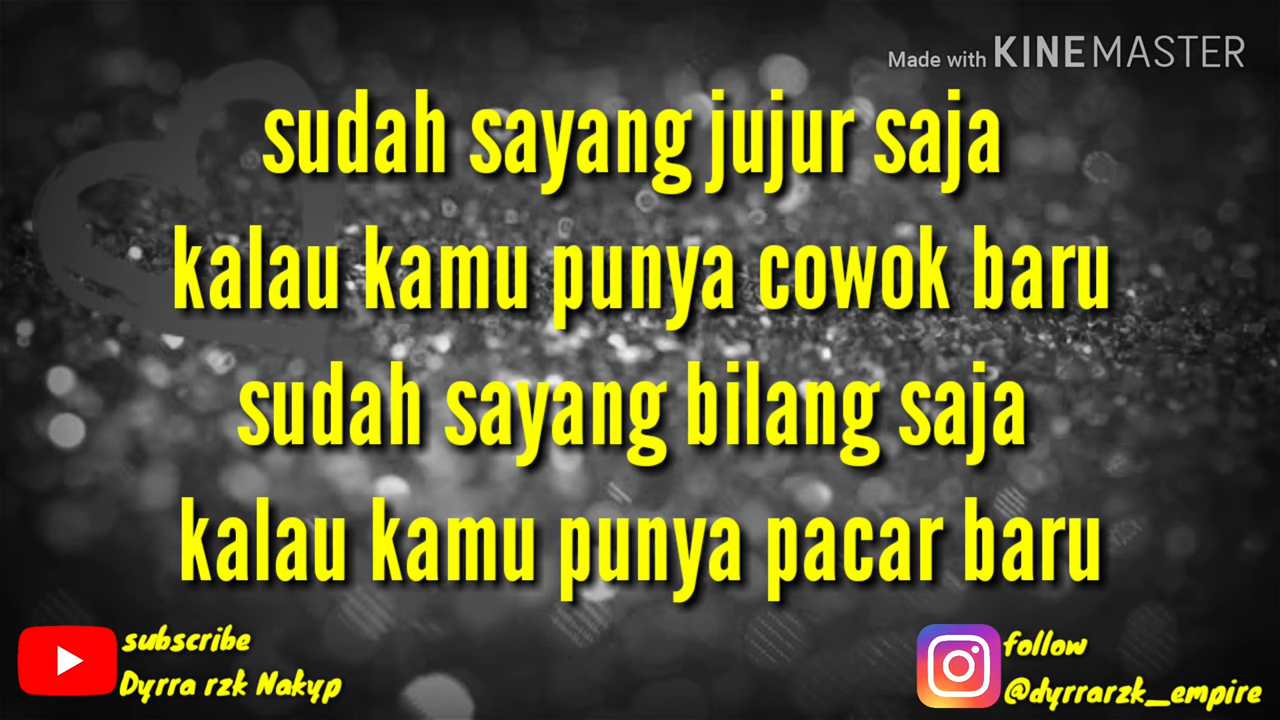 Made with KINEMASTER
sudah sayang jujur saja
kalau kamu punya cowok baru
sudah sayang bilang saja
kalau kamu punya pacar baru
subscribe
Dyrra rzk Nakyp
follow
@dyrrarzk_empire